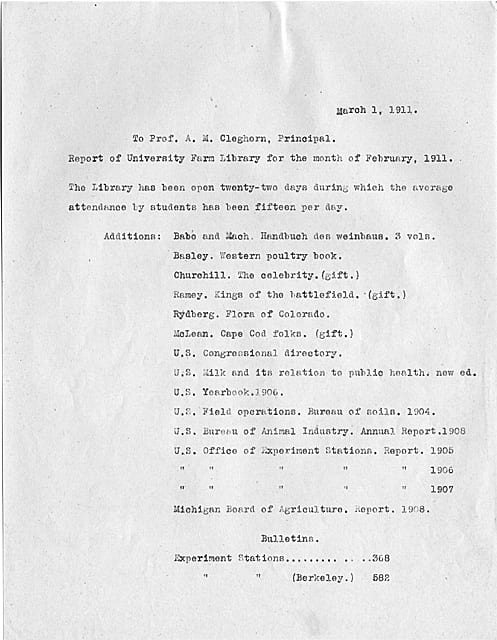 March 1, 1911.
To Prof. A. M. Cleghorn, Principal.
Report of University Farm Library for the month of February, 1911.
The Library has been open twenty-two days during which the average
attendance by students has been fifteen per day.
Additions: Babo and Mach. Handbuch des weinbaus. 3 vols.
Basley. Western poultry book.
Churchill. The celebrity.(gift.)
Ramey. Kings of the battlefield. (gift.)
Rydberg. Flora of Colorado.
McLean. Cape Cod folks. (gift.)
U.S. Congressional directory.
U.S. Milk and its relation to public health. new ed.
U.S. Yearbook.1906.
U.S. Field operations. Bureau of soils. 1904.
U.S. Bureau of Animal Industry. Annual Report.1908
U.S. Office of Experiment Stations. Report. 1905
" " " " 1906
" " " " 1907
Michigan Board of Agriculture. Report. 1908.
Bulletins.
Experiment Stations......... .. ..368
" " (Berkeley.) 582